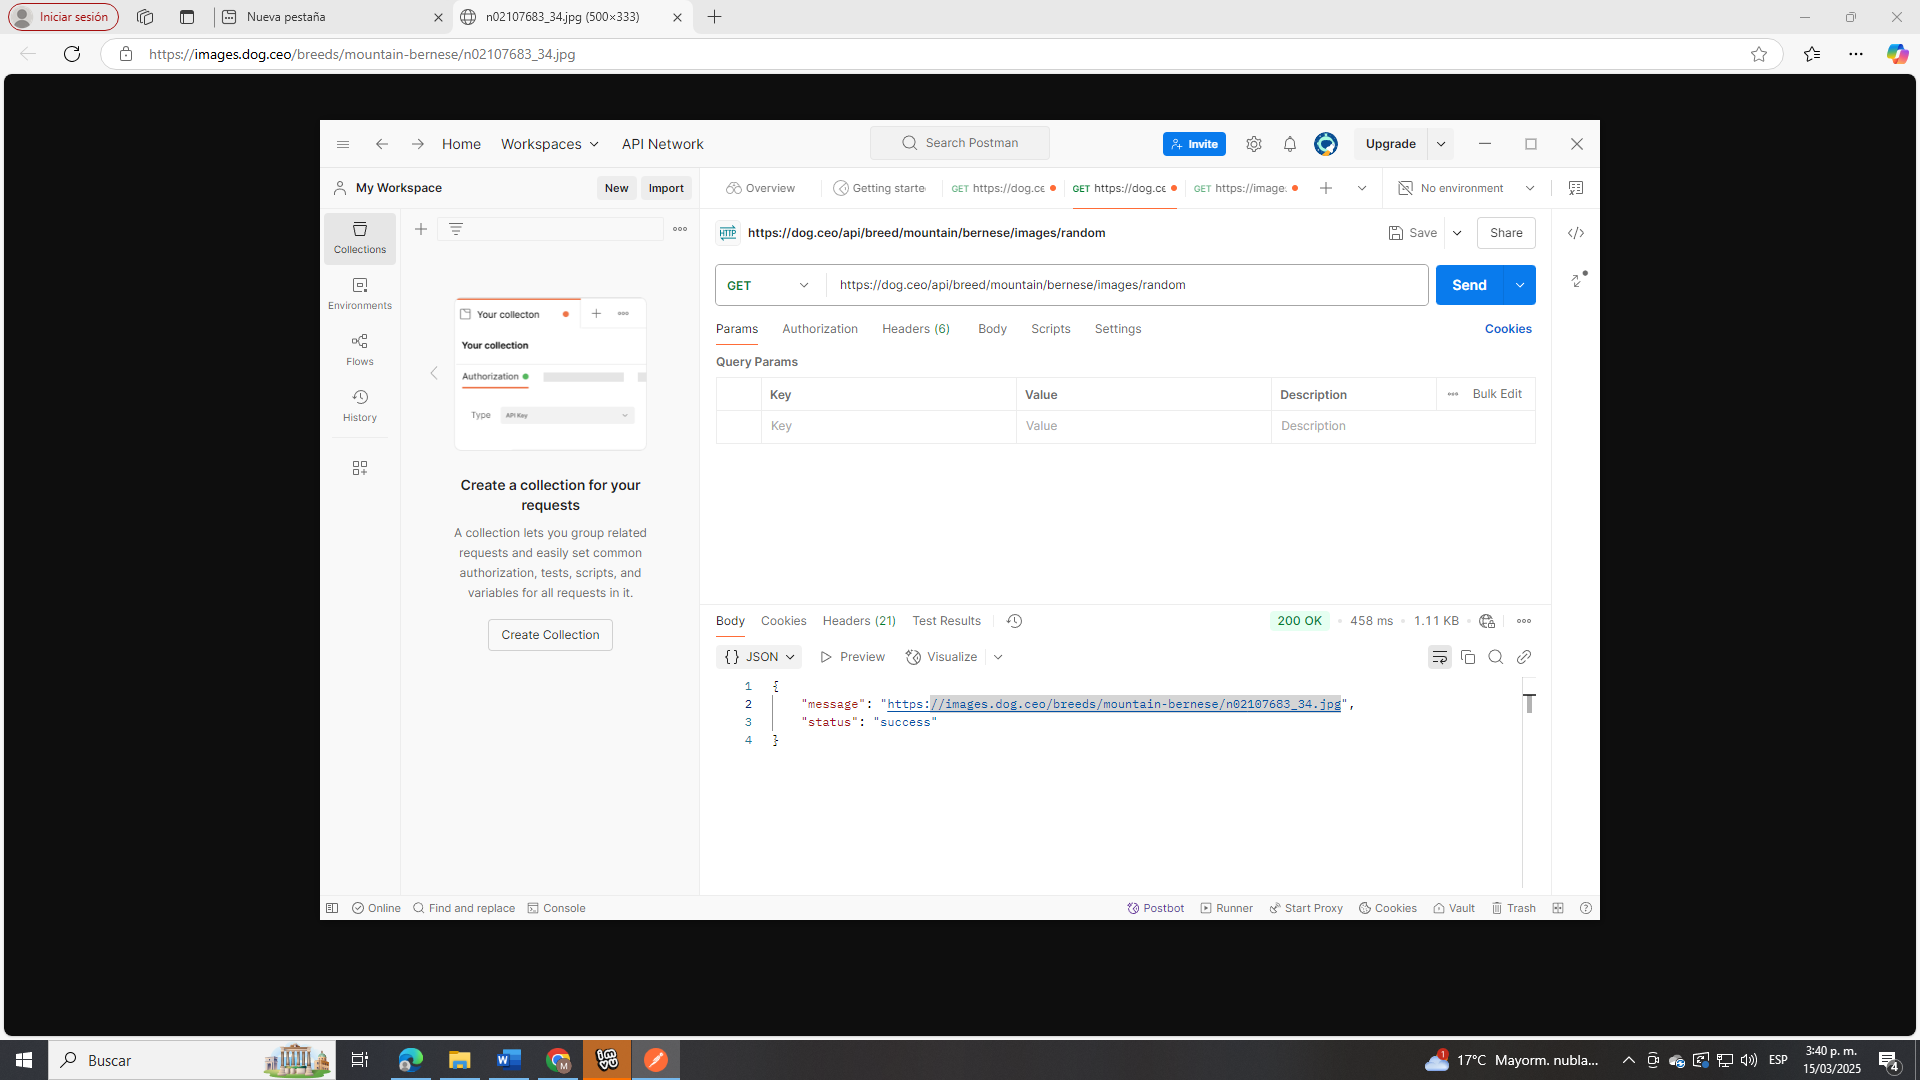 Iniciar sesión
Nueva pestaña
n02107683_34.jpg (500×333)
https://images.dog.ceo/breeds/mountain-bernese/n02107683_34.jpg
Home
Workspaces
API Network
Search Postman
Invite
Upgrade
My Workspace
New
Import
Overview
Getting starte
GET https://dog.ce
GET https://dog.ce
GET https://image.
No environment
Collections
Environments
Flows
History
Your collecton
Your collection
Authorization
Type
API Key
Create a collection for your
requests
A collection lets you group related
requests and easily set common
authorization, tests, scripts, and
variables for all requests in it.
Create Collection
HTTP
https://dog.ceo/api/breed/mountain/bernese/images/random
Save
Share
GET
https://dog.ceo/api/breed/mountain/bernese/images/random
Send
Params
Authorization
Headers (6)
Body
Scripts
Settings
Cookies
Query Params
Key
Value
Description
Bulk Edit
Key
Value
Description
Body
Cookies
Headers (21)
Test Results
200 OK
458 ms
1.11 KB
{} JSON
Preview
Visualize
1 {
2 "message": "https://images.dog.ceo/breeds/mountain-bernese/n02107683_34.jpg",
3 "status": "success"
4 }
Online
Find and replace
Console
Postbot
Runner
Start Proxy
Cookies
Vault
Trash
Buscar
M
1
17°C Mayorm. nubla...
ESP
3:40 p. m.
15/03/2025
4